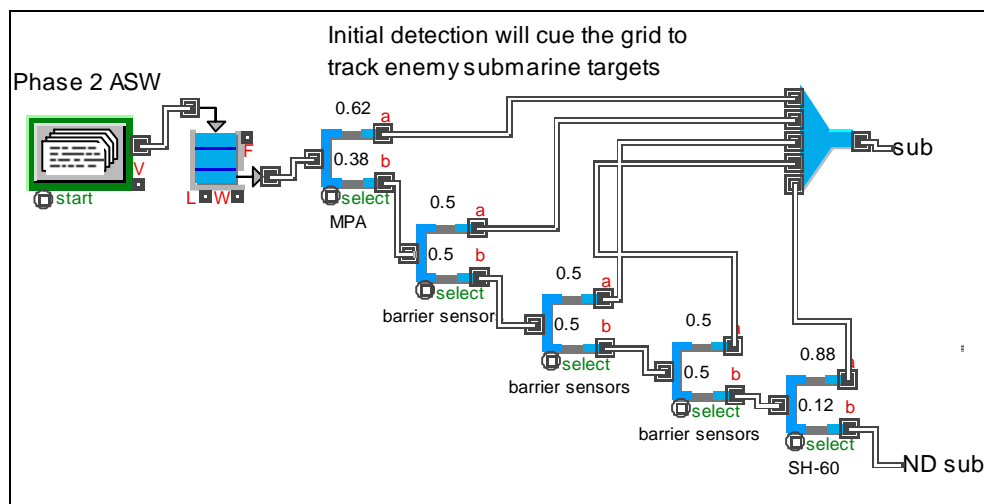 Initial detection will cue the grid to
track enemy submarine targets
Phase 2 ASW
V
start
F
L W
0.62
a
0.38
b
select
MPA
0.5
a
0.5
b
select
barrier sensors
0.5
a
0.5
b
select
barrier sensors
0.5
a
0.5
b
select
barrier sensors
0.88
a
0.12
b
select
SH-60
sub
ND sub